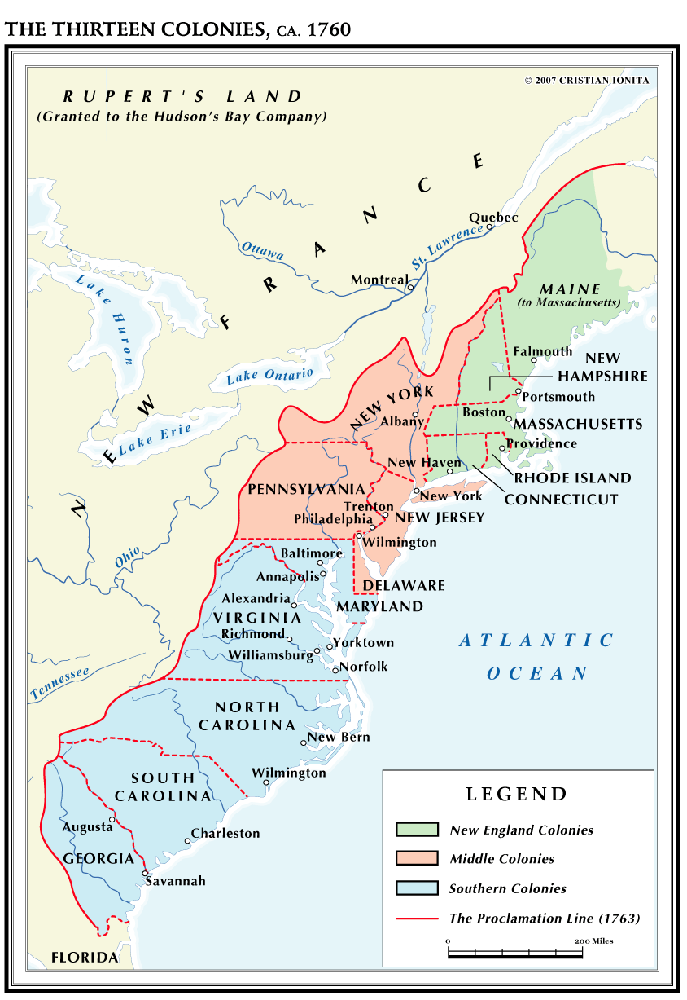 THE THIRTEEN COLONIES, CA. 1760
© 2007 CRISTIAN IONITA
RUPERT'S LAND
(Granted to the Hudson's Bay Company)
NEW FRANCE
Quebec
St. Lawrence
Ottawa
Montreal
MAINE
(to Massachusetts)
Lake Huron
Falmouth
NEW
HAMPSHIRE
Lake Ontario
Portsmouth
NEW YORK
Albany
Boston
MASSACHUSETTS
Lake Erie
Providence
New Haven
RHODE ISLAND
CONNECTICUT
PENNSYLVANIA
New York
Trenton
Philadelphia
NEW JERSEY
Wilmington
Ohio
Baltimore
Annapolis
DELAWARE
Alexandria
MARYLAND
VIRGINIA
Richmond
Yorktown
Williamsburg
Norfolk
ATLANTIC
OCEAN
Tennessee
NORTH
CAROLINA
New Bern
Wilmington
SOUTH
CAROLINA
Augusta
Charleston
GEORGIA
Savannah
FLORIDA
LEGEND
New England Colonies
Middle Colonies
Southern Colonies
The Proclamation Line (1763)
0 200 Miles